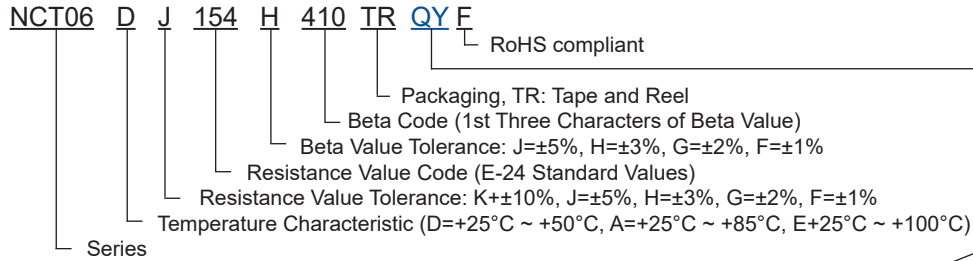 NCT06 D J 154 H 410 TR QY F
RoHS compliant
Packaging, TR: Tape and Reel
Beta Code (1st Three Characters of Beta Value)
Beta Value Tolerance: J=±5%, H=±3%, G=±2%, F=±1%
Resistance Value Code (E-24 Standard Values)
Resistance Value Tolerance: K+±10%, J=±5%, H=±3%, G=±2%, F=±1%
Temperature Characteristic (D=+25°C ~ +50°C, A=+25°C ~ +85°C, E+25°C ~ +100°C)
Series